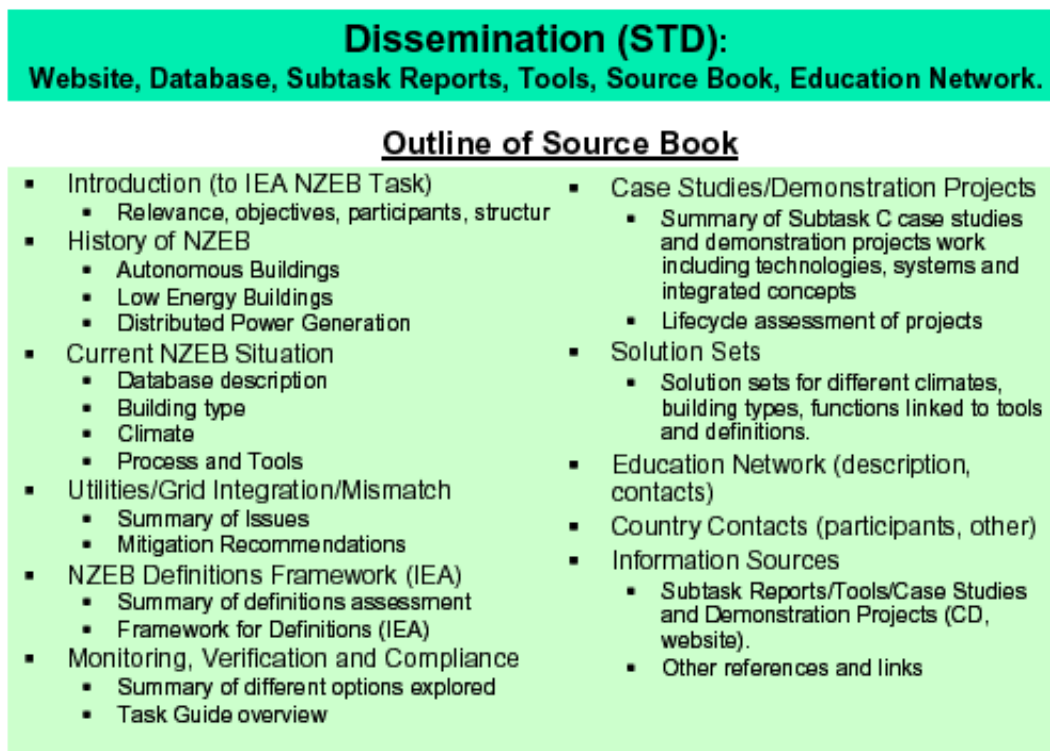 Dissemination (STD):
Website, Database, Subtask Reports, Tools, Source Book, Education Network.
Outline of Source Book
▪ Introduction (to IEA NZEB Task)
▪ Relevance, objectives, participants, structur
▪ History of NZEB
▪ Autonomous Buildings
▪ Low Energy Buildings
▪ Distributed Power Generation
▪ Current NZEB Situation
▪ Database description
▪ Building type
▪ Climate
▪ Process and Tools
▪ Utilities/Grid Integration/Mismatch
▪ Summary of Issues
▪ Mitigation Recommendations
▪ NZEB Definitions Framework (IEA)
▪ Summary of definitions assessment
▪ Framework for Definitions (IEA)
▪ Monitoring, Verification and Compliance
▪ Summary of different options explored
▪ Task Guide overview
▪ Case Studies/Demonstration Projects
▪ Summary of Subtask C case studies
and demonstration projects work
including technologies, systems and
integrated concepts
▪ Lifecycle assessment of projects
▪ Solution Sets
▪ Solution sets for different climates,
building types, functions linked to tools
and definitions.
▪ Education Network (description,
contacts)
▪ Country Contacts (participants, other)
▪ Information Sources
▪ Subtask Reports/Tools/Case Studies
and Demonstration Projects (CD,
website).
▪ Other references and links